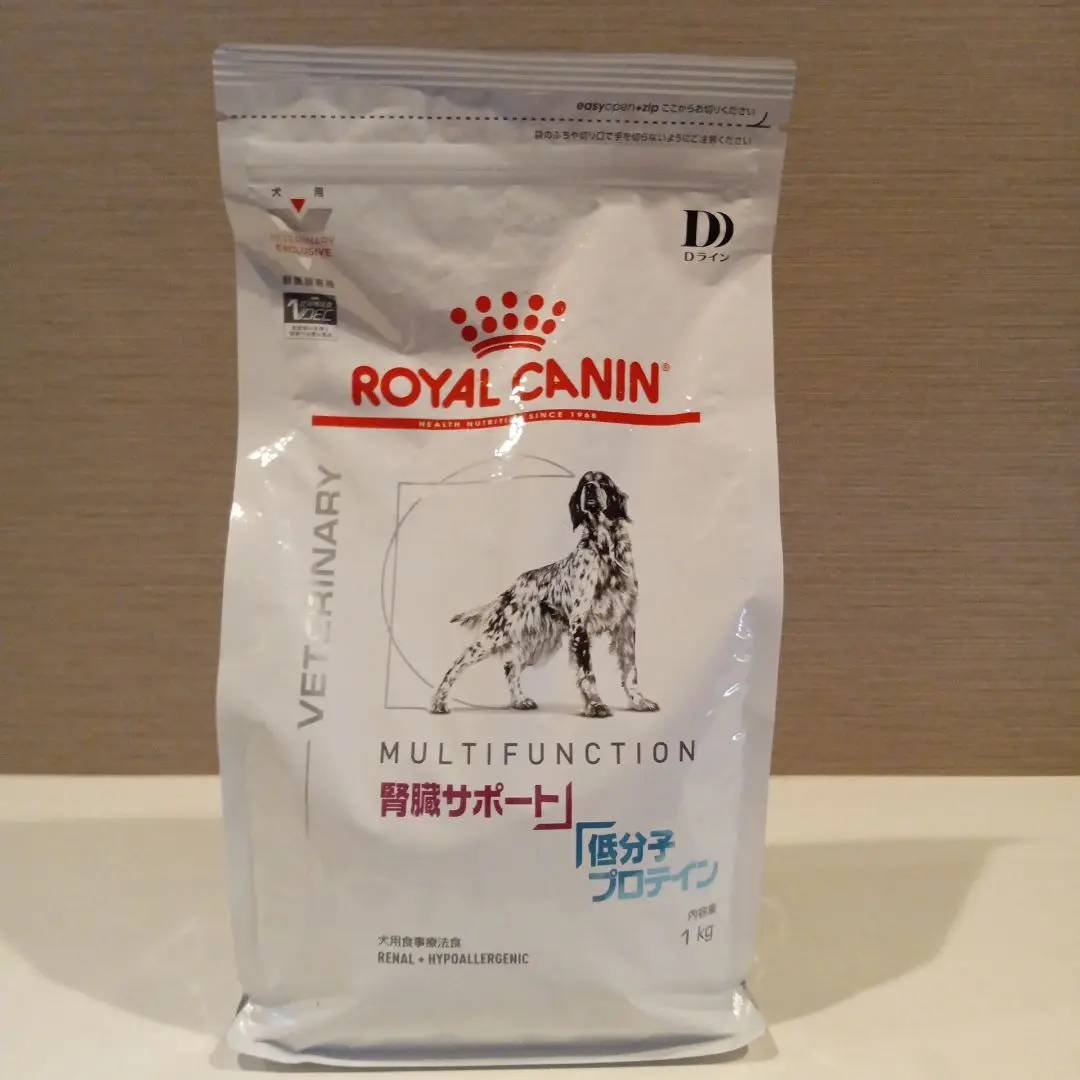 easyopen+zip ここからお切りください
袋のふちや切り口で手を切らないようにご注意ください
犬 用
VETERINARY
EXCLUSIVE
獣医師専用
DD
Dライン
ROYAL CANIN®
HEALTH NUTRITION SINCE 1968
VETERINARY
MULTIFUNCTION
腎臓サポート」
「低分子
プロテイン
内容量
1 kg
犬用食事療法食
RENAL + HYPOALLERGENIC